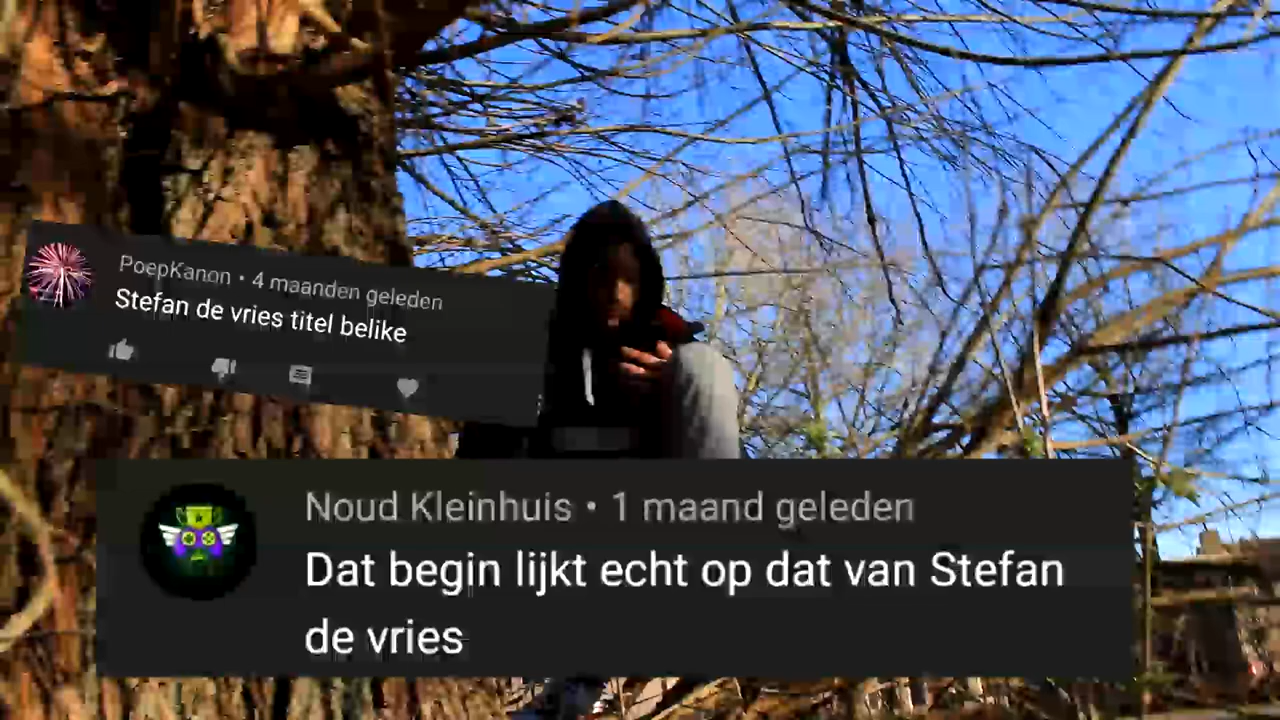 PoepKanon • 4 maanden geleden
Stefan de vries titel belike
Noud Kleinhuis • 1 maand geleden
Dat begin lijkt echt op dat van Stefan
de vries